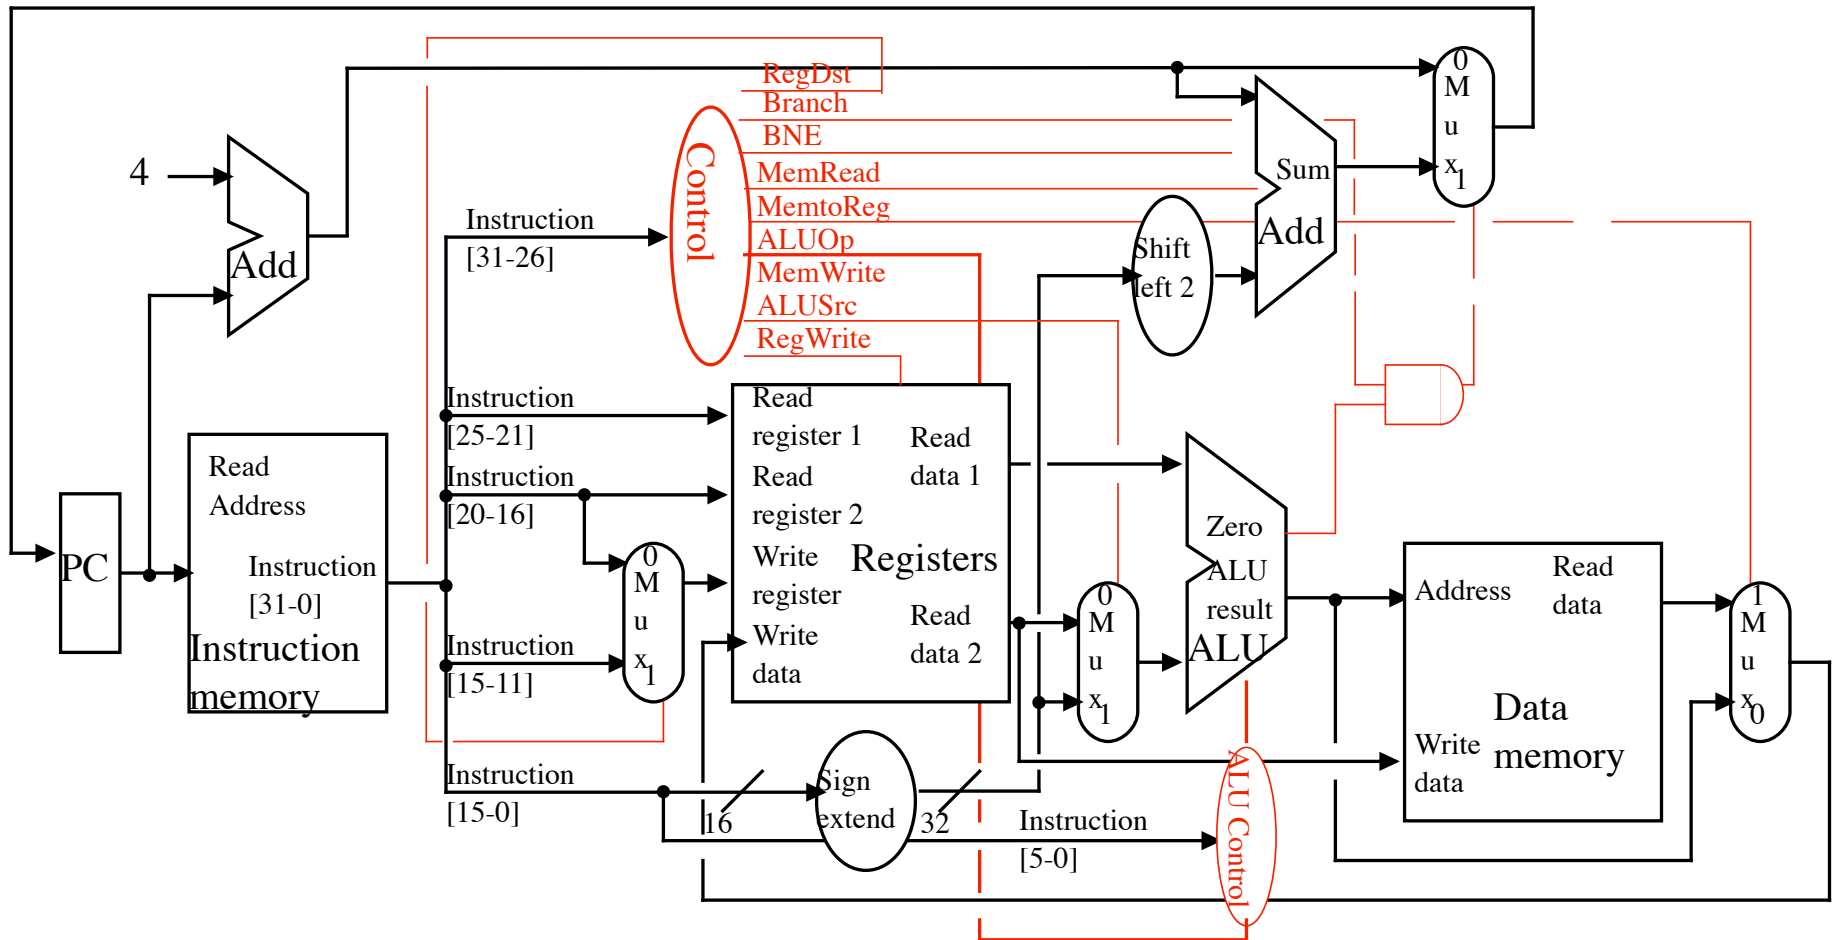 0
M
u
x
1
RegDst
Branch
BNE
MemRead
MemtoReg
ALUOp
MemWrite
ALUSrc
RegWrite
Control
4
Add
Sum
Add
Shift
left 2
Instruction
[31-26]
Instruction
[25-21]
Instruction
[20-16]
Instruction
[15-11]
Instruction
[15-0]
PC
Read
Address
Instruction
[31-0]
Instruction
memory
0
M
u
x
1
Read
register 1
Read
register 2
Write
register
Write
data
Read
data 1
Registers
Read
data 2
0
M
u
x
1
Zero
ALU
result
ALU
Address
Read
data
Data
memory
Write
data
1
M
u
x
0
16
Sign
extend
32
Instruction
[5-0]
ALU Control